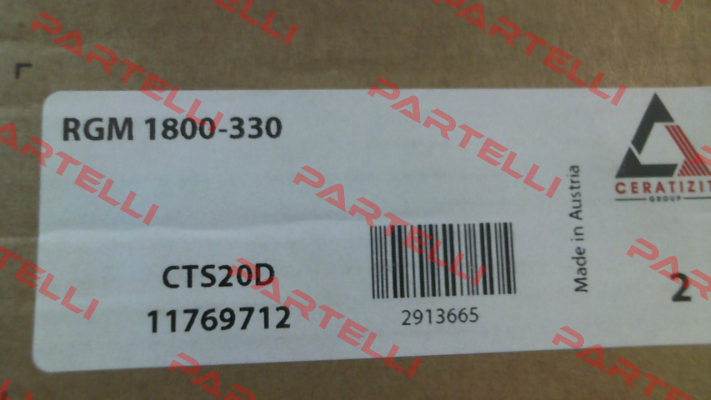 RGM 1800-330
CERATIZIT
GROUP
Made in Austria
CTS20D
11769712
2913665
2
PARTELLI
PARTELLI
PARTELLI
PARTELLI
PARTELLI
PARTELLI
PARTELLI
PARTELLI